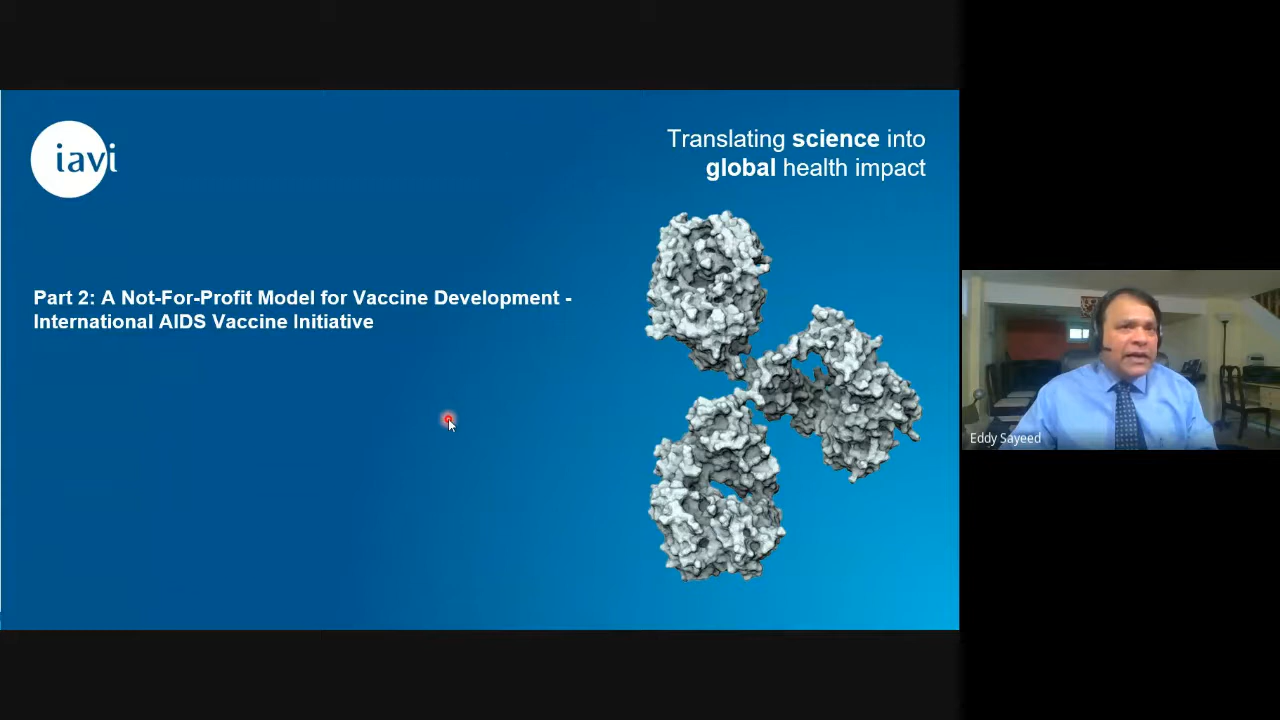 iavi
Translating science into
global health impact
Part 2: A Not-For-Profit Model for Vaccine Development -
International AIDS Vaccine Initiative
Eddy Sayeed